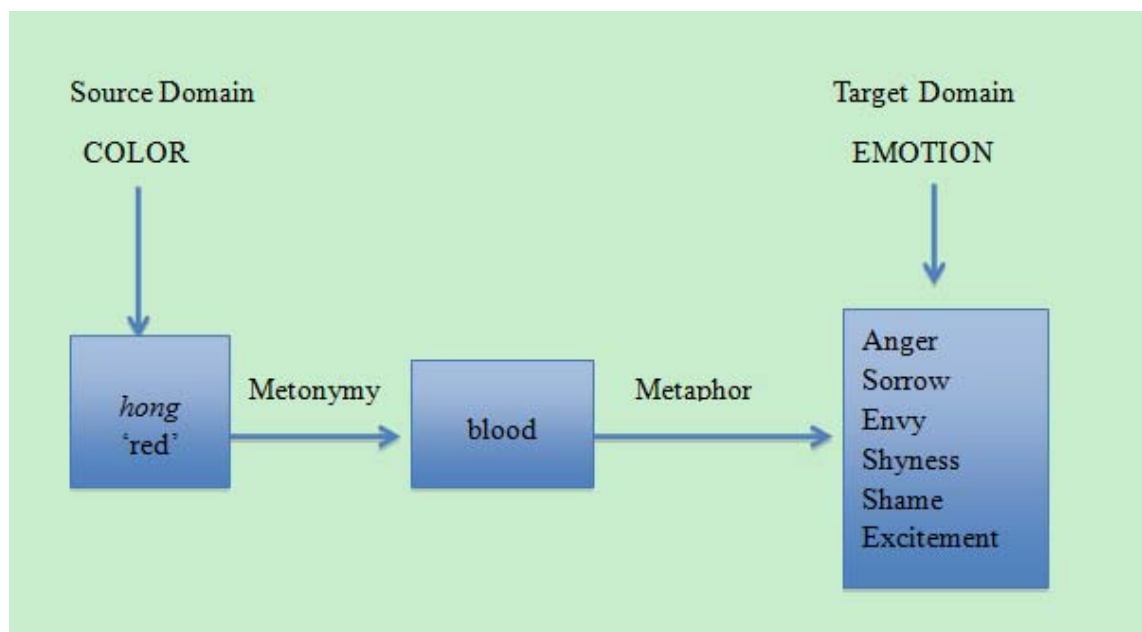 Source Domain
COLOR
Target Domain
EMOTION
hong
‘red’
Metonymy
blood
Metaphor
Anger
Sorrow
Envy
Shyness
Shame
Excitement